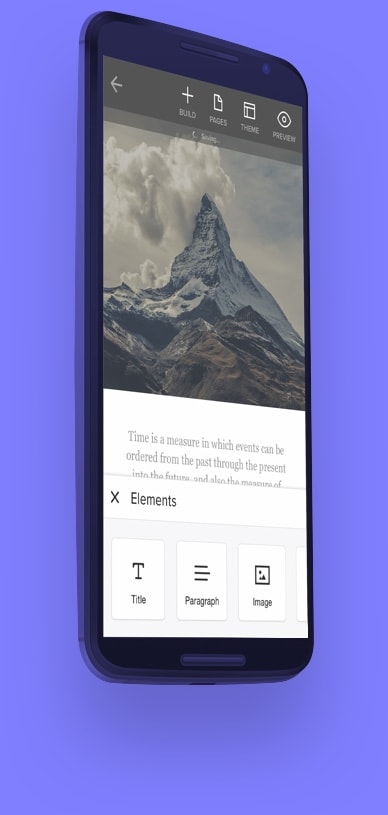 BUILD
PAGES
THEME
PREVIEW
Saving...
Time is a measure in which events can be
ordered from the past through the present
into the future, and also the measure of
Elements
Title
Paragraph
Image